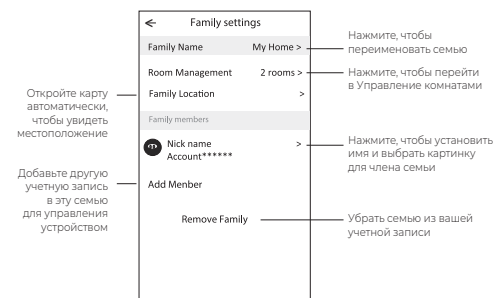 Family settings
Family Name My Home >
Room Management 2 rooms >
Family Location >
Family members
Nick name >
Account******
Add Menber
Remove Family
Откройте карту
автоматически,
чтобы увидеть
местоположение
Добавьте другую
учетную запись
в эту семью
для управления
устройством
Нажмите, чтобы
переименовать семью
Нажмите, чтобы перейти
в Управление комнатами
Нажмите, чтобы установить
имя и выбрать картинку
для члена семьи
Убрать семью из вашей
учетной записи